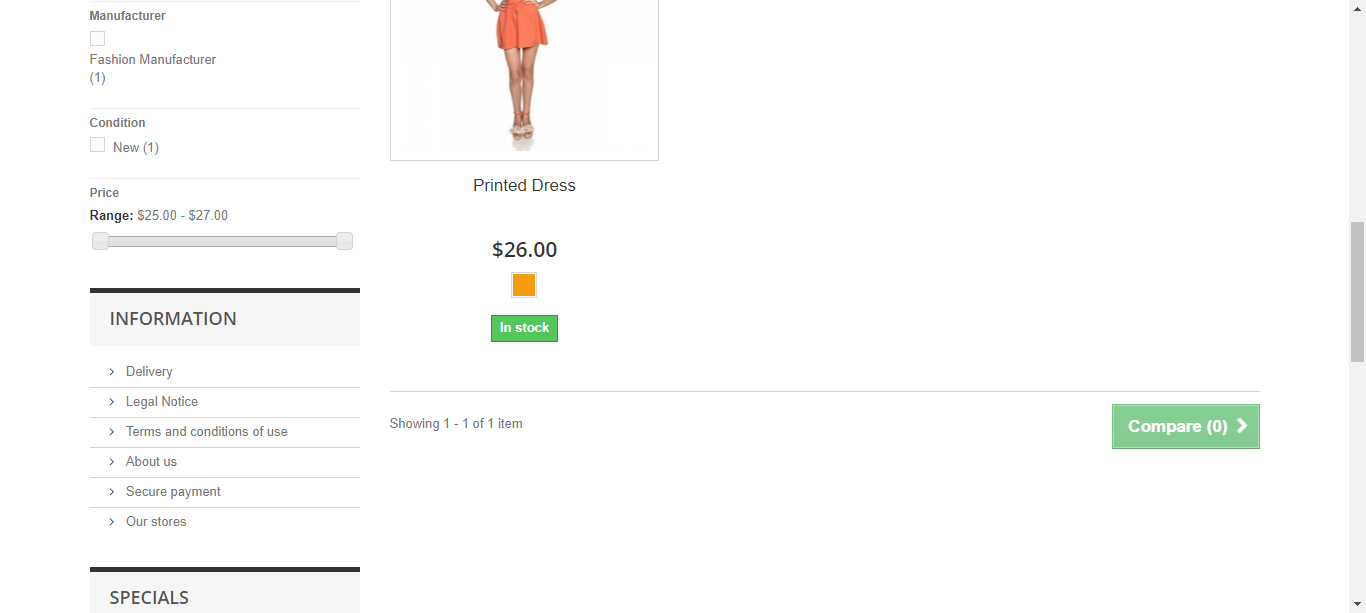 Manufacturer
Fashion Manufacturer
(1)
Condition
New (1)
Price
Range: $25.00 - $27.00
INFORMATION
Delivery
Legal Notice
Terms and conditions of use
About us
Secure payment
Our stores
SPECIALS
Printed Dress
$26.00
In stock
Showing 1 - 1 of 1 item
Compare (0)